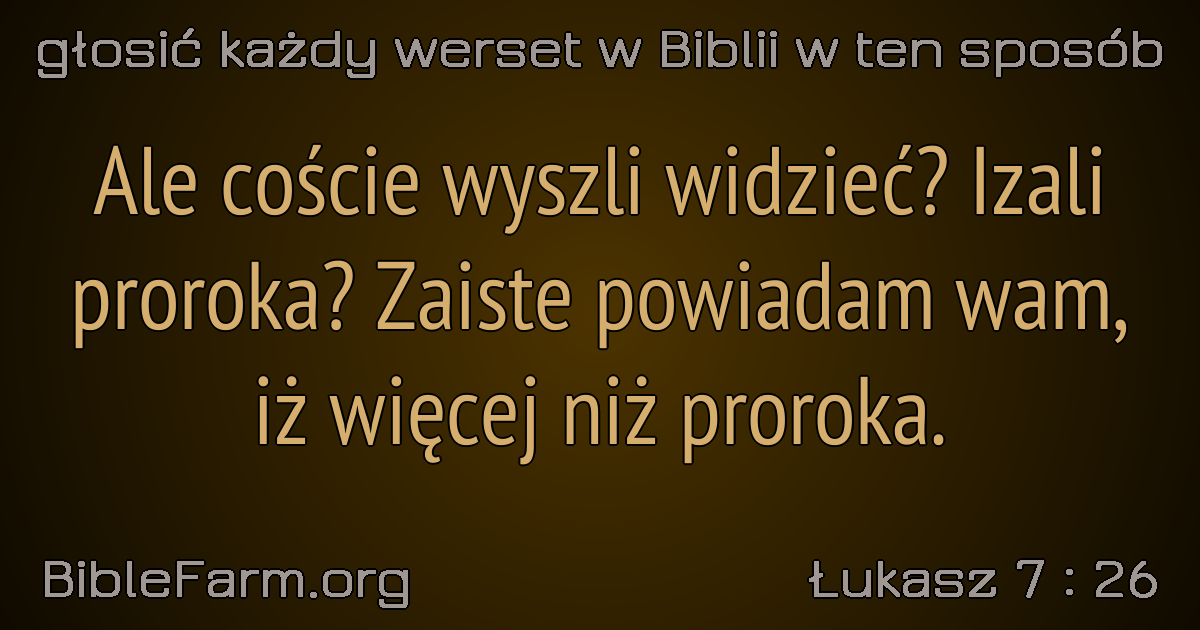 głosić każdy werset w Biblii w ten sposób
Ale coście wyszli widzieć? Izali
proroka? Zaiste powiadam wam,
iż więcej niż proroka.
BibleFarm.org
Łukasz 7 : 26